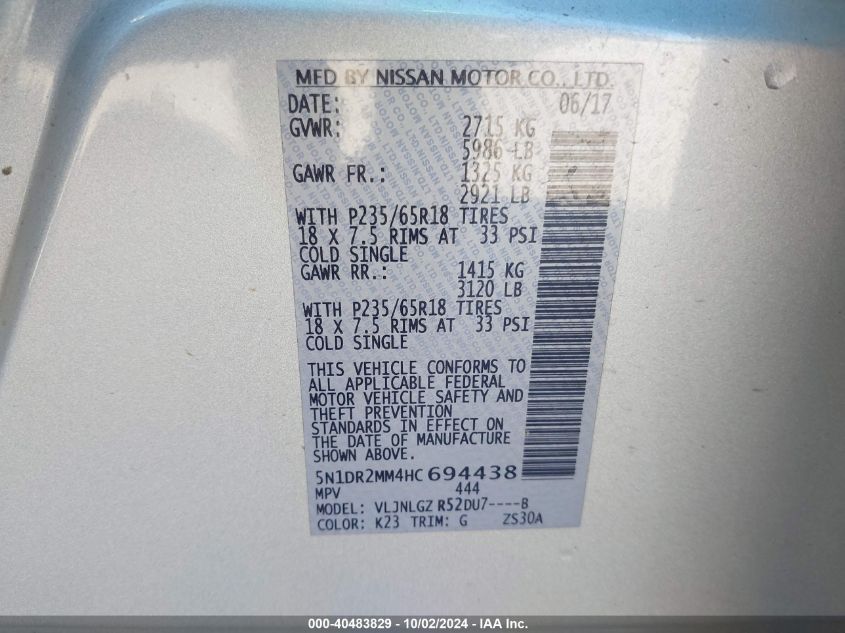 MFD BY NISSAN MOTOR CO., LTD.
DATE: 06/17
GVWR: 2715 KG
5986 LB
GAWR FR.: 1325 KG
2921 LB
WITH P235/65R18 TIRES
18 X 7.5 RIMS AT 33 PSI
COLD SINGLE
GAWR RR.: 1415 KG
3120 LB
WITH P235/65R18 TIRES
18 X 7.5 RIMS AT 33 PSI
COLD SINGLE
THIS VEHICLE CONFORMS TO
ALL APPLICABLE FEDERAL
MOTOR VEHICLE SAFETY AND
THEFT PREVENTION
STANDARDS IN EFFECT ON
THE DATE OF MANUFACTURE
SHOWN ABOVE.
5N1DR2MM4HC694438
MPV 444
MODEL: VLJNLGZ R52DU7----B
COLOR: K23 TRIM: G ZS30A
000-40483829 - 10/02/2024 - IAA Inc.